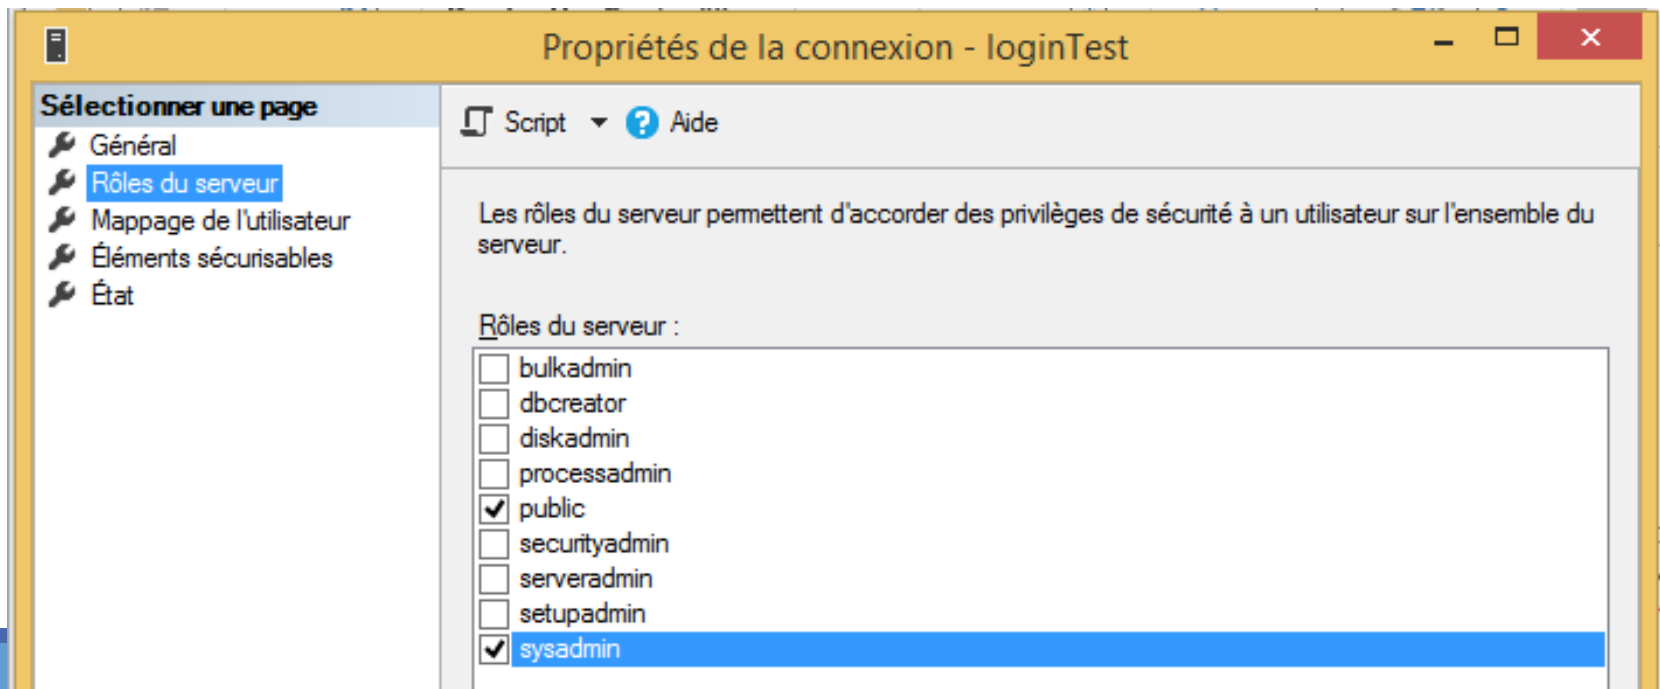 Propriétés de la connexion - loginTest
Sélectionner une page
Général
Rôles du serveur
Mappage de l'utilisateur
Éléments sécurisables
État
Script
Aide
Les rôles du serveur permettent d'accorder des privilèges de sécurité à un utilisateur sur l'ensemble du
serveur.
Rôles du serveur :
bulkadmin
dbcreator
diskadmin
processadmin
public
securityadmin
serveradmin
setupadmin
sysadmin